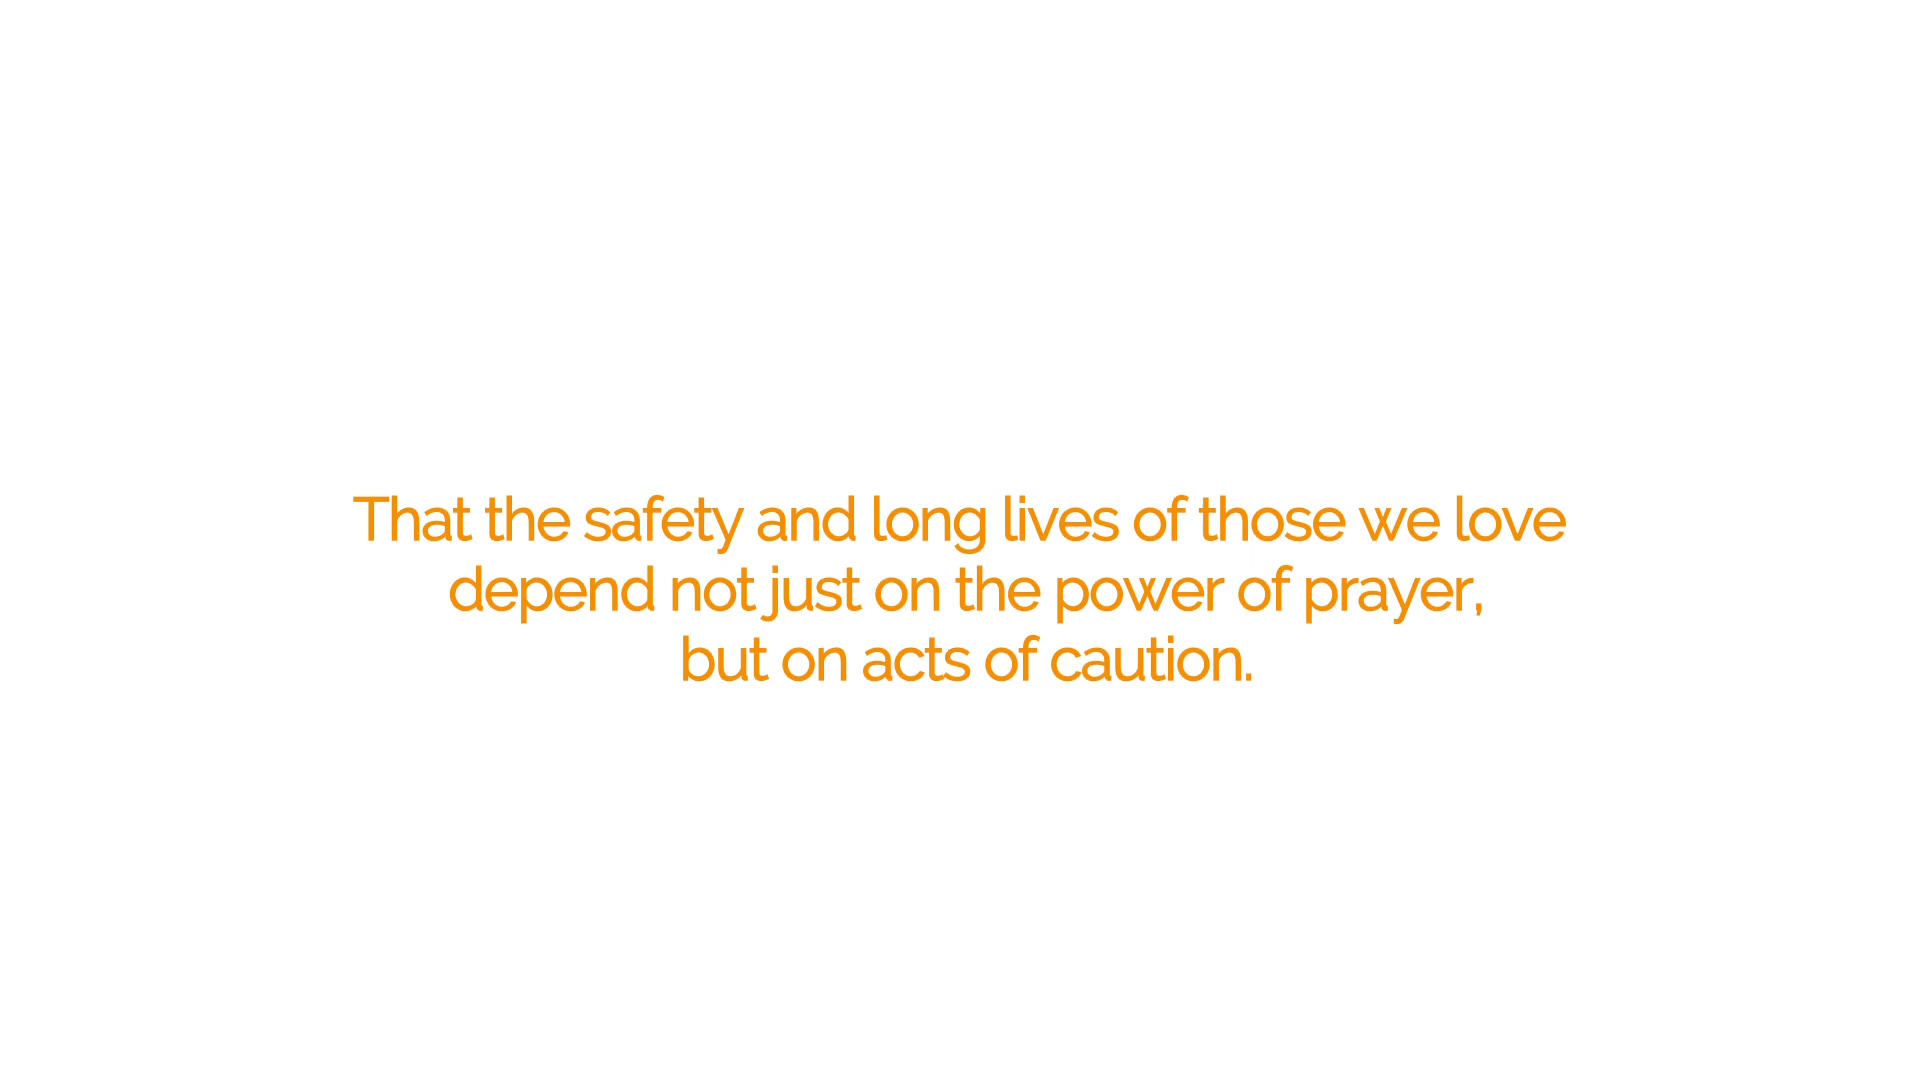 That the safety and long lives of those we love
depend not just on the power of prayer,
but on acts of caution.